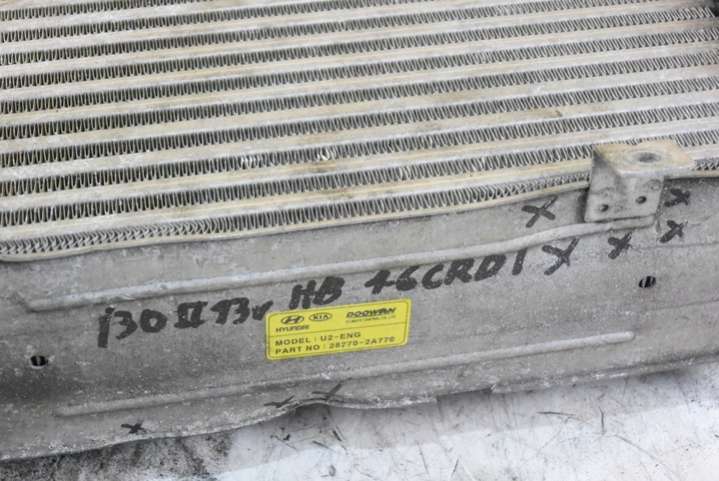 i30 II 13r HB 1.6CRDI
HYUNDAI KIA DOOWON
MODEL : U2-ENG
PART NO : 28270-2A770